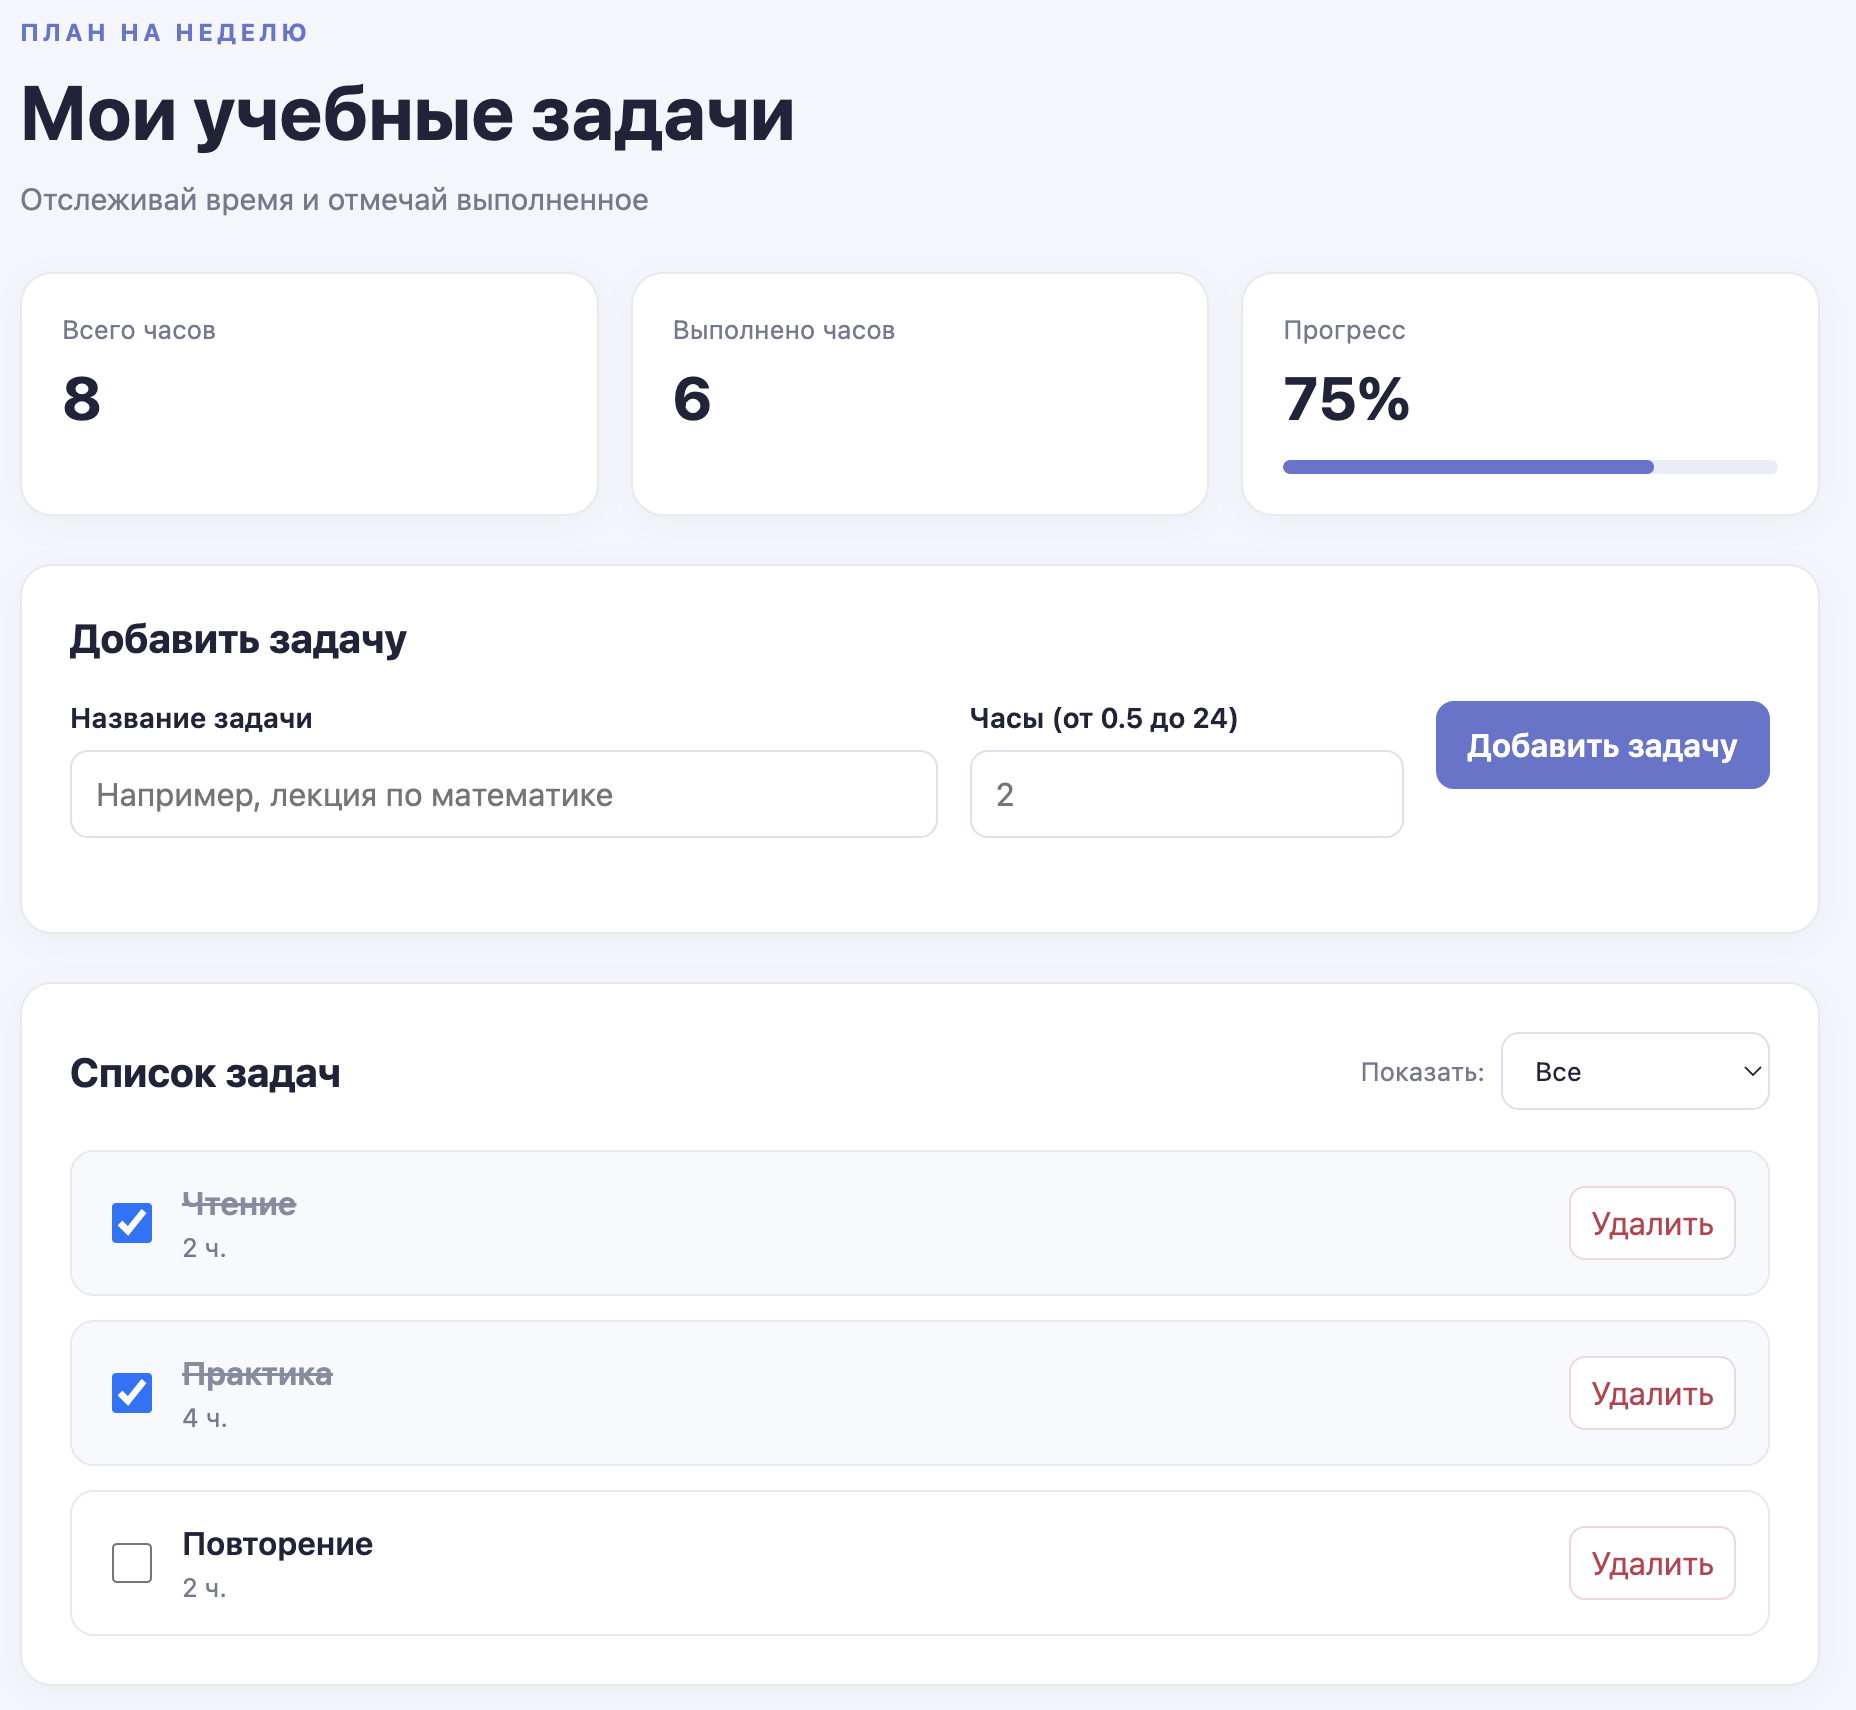 ПЛАН НА НЕДЕЛЮ
Мои учебные задачи
Отслеживай время и отмечай выполненное
Всего часов
8
Выполнено часов
6
Прогресс
75%
Добавить задачу
Название задачи
Например, лекция по математике
Часы (от 0.5 до 24)
2
Добавить задачу
Список задач
Показать: Все
Чтение
2 ч.
Удалить
Практика
4 ч.
Удалить
Повторение
2 ч.
Удалить